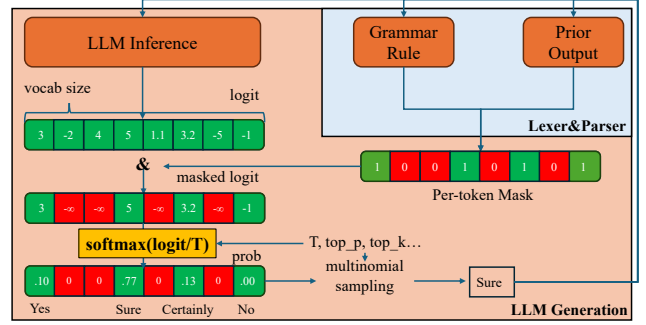 LLM Inference
Grammar
Rule
Prior
Output
vocab size
logit
3 -2 4 5 1.1 3.2 -5 -1
Lexer&Parser
&
masked logit
1 0 0 1 0 1 0 1
Per-token Mask
3 -∞ -∞ 5 -∞ 3.2 -∞ -1
softmax(logit/T)
T, top_p, top_k…
prob
multinomial
sampling
.10 0 0 .77 0 .13 0 .00
Sure
Yes Sure Certainly No
LLM Generation